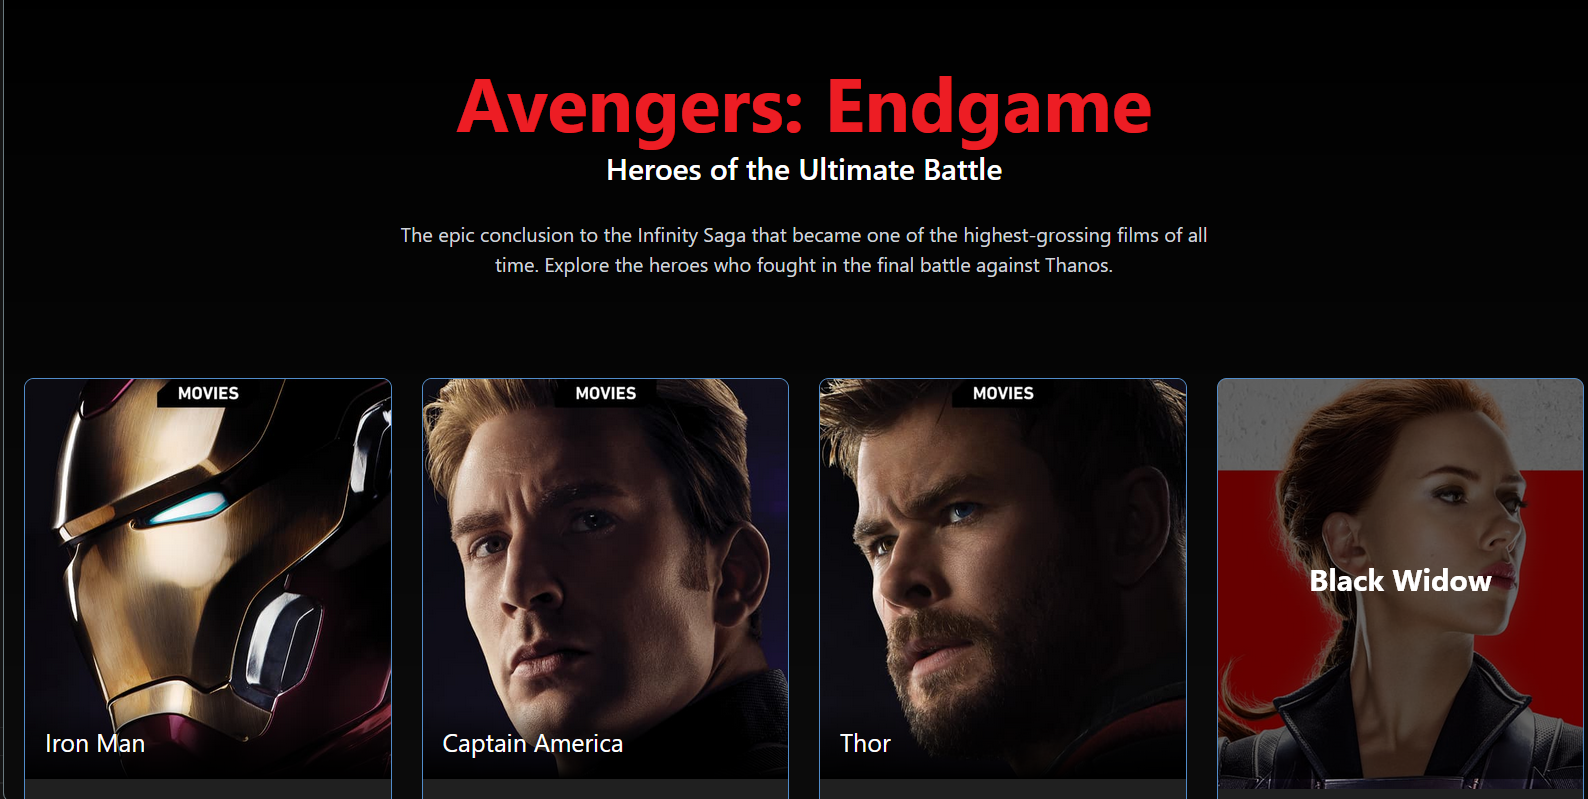 Avengers: Endgame
Heroes of the Ultimate Battle
The epic conclusion to the Infinity Saga that became one of the highest-grossing films of all
time. Explore the heroes who fought in the final battle against Thanos.
MOVIES
MOVIES
MOVIES
Black Widow
Iron Man
Captain America
Thor